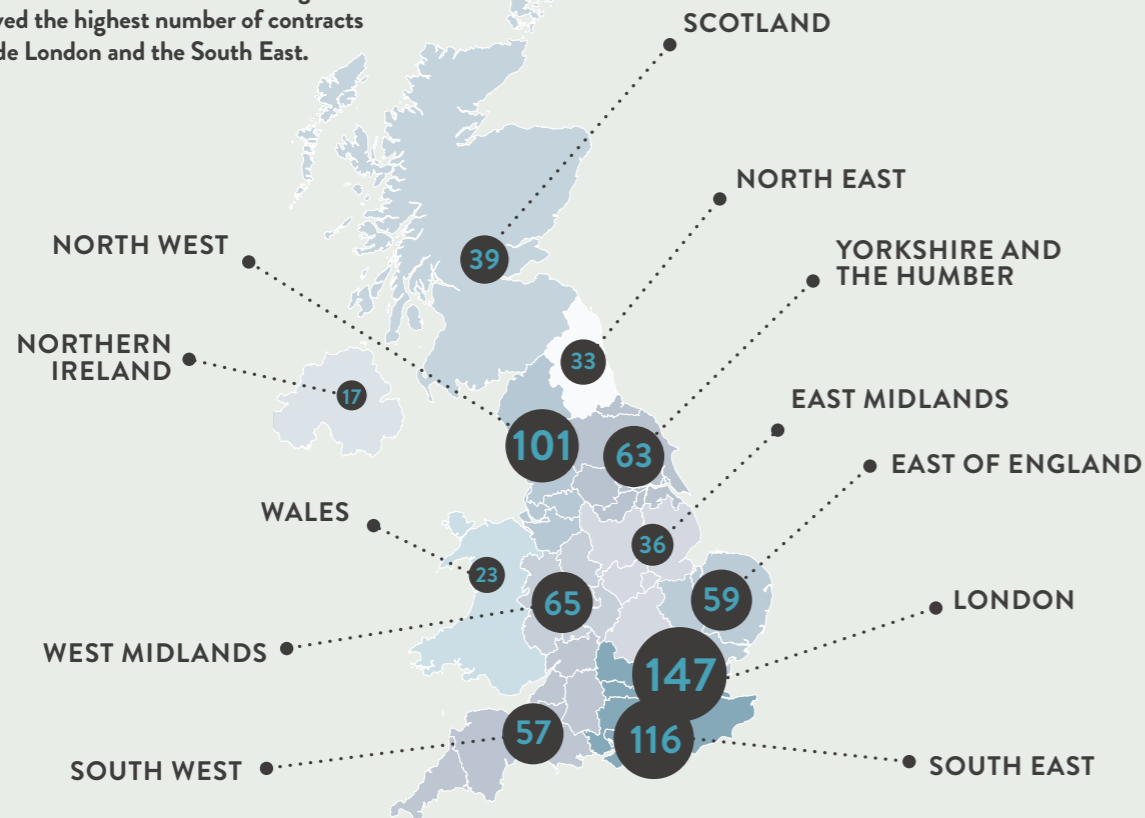 ved the highest number of contracts
de London and the South East.
SCOTLAND
NORTH EAST
NORTH WEST
YORKSHIRE AND
THE HUMBER
39
NORTHERN
IRELAND
33
17
EAST MIDLANDS
101
63
EAST OF ENGLAND
WALES
36
23
65
59
LONDON
WEST MIDLANDS
147
57
116
SOUTH WEST
SOUTH EAST